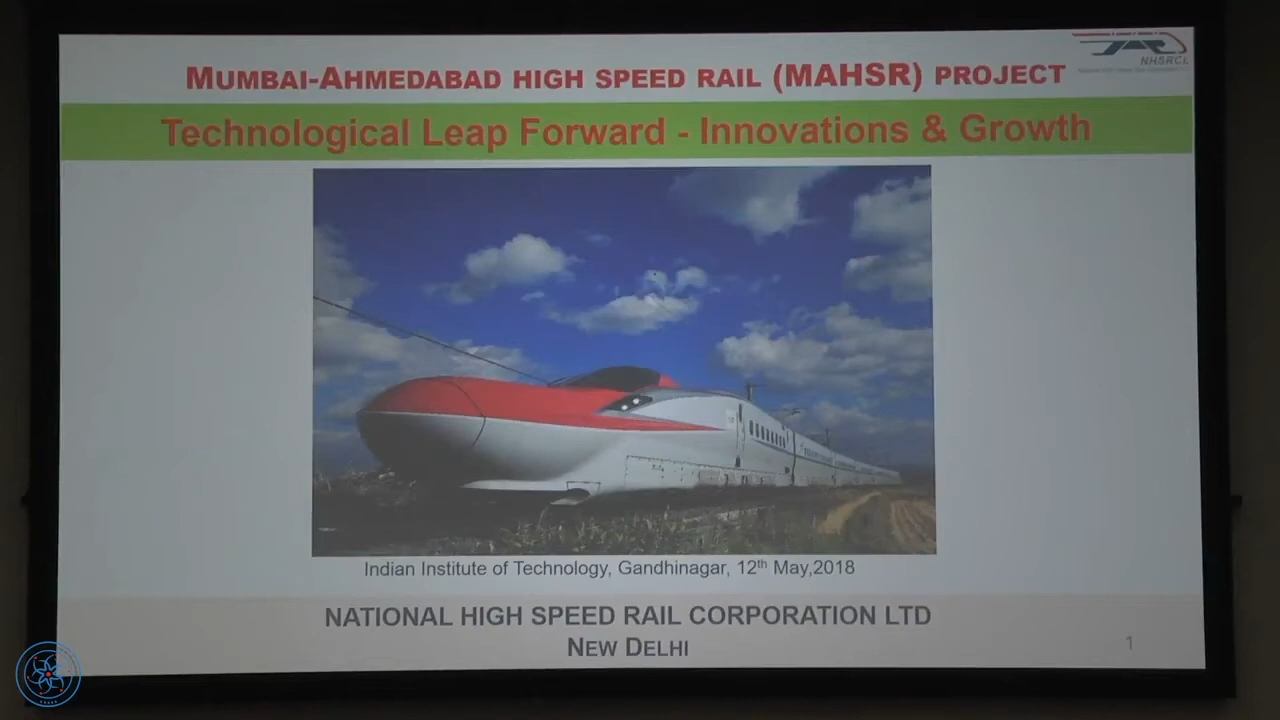 MUMBAI-AHMEDABAD HIGH SPEED RAIL (MAHSR) PROJECT
NHSRCL
Technological Leap Forward - Innovations & Growth
Indian Institute of Technology, Gandhinagar, 12th May,2018
NATIONAL HIGH SPEED RAIL CORPORATION LTD
NEW DELHI
1